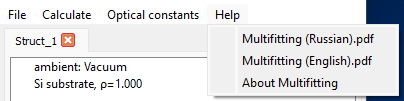 File Calculate Optical constants Help
Struct_1
ambient: Vacuum
Si substrate, ρ=1.000
Multifitting (Russian).pdf
Multifitting (English).pdf
About Multifitting